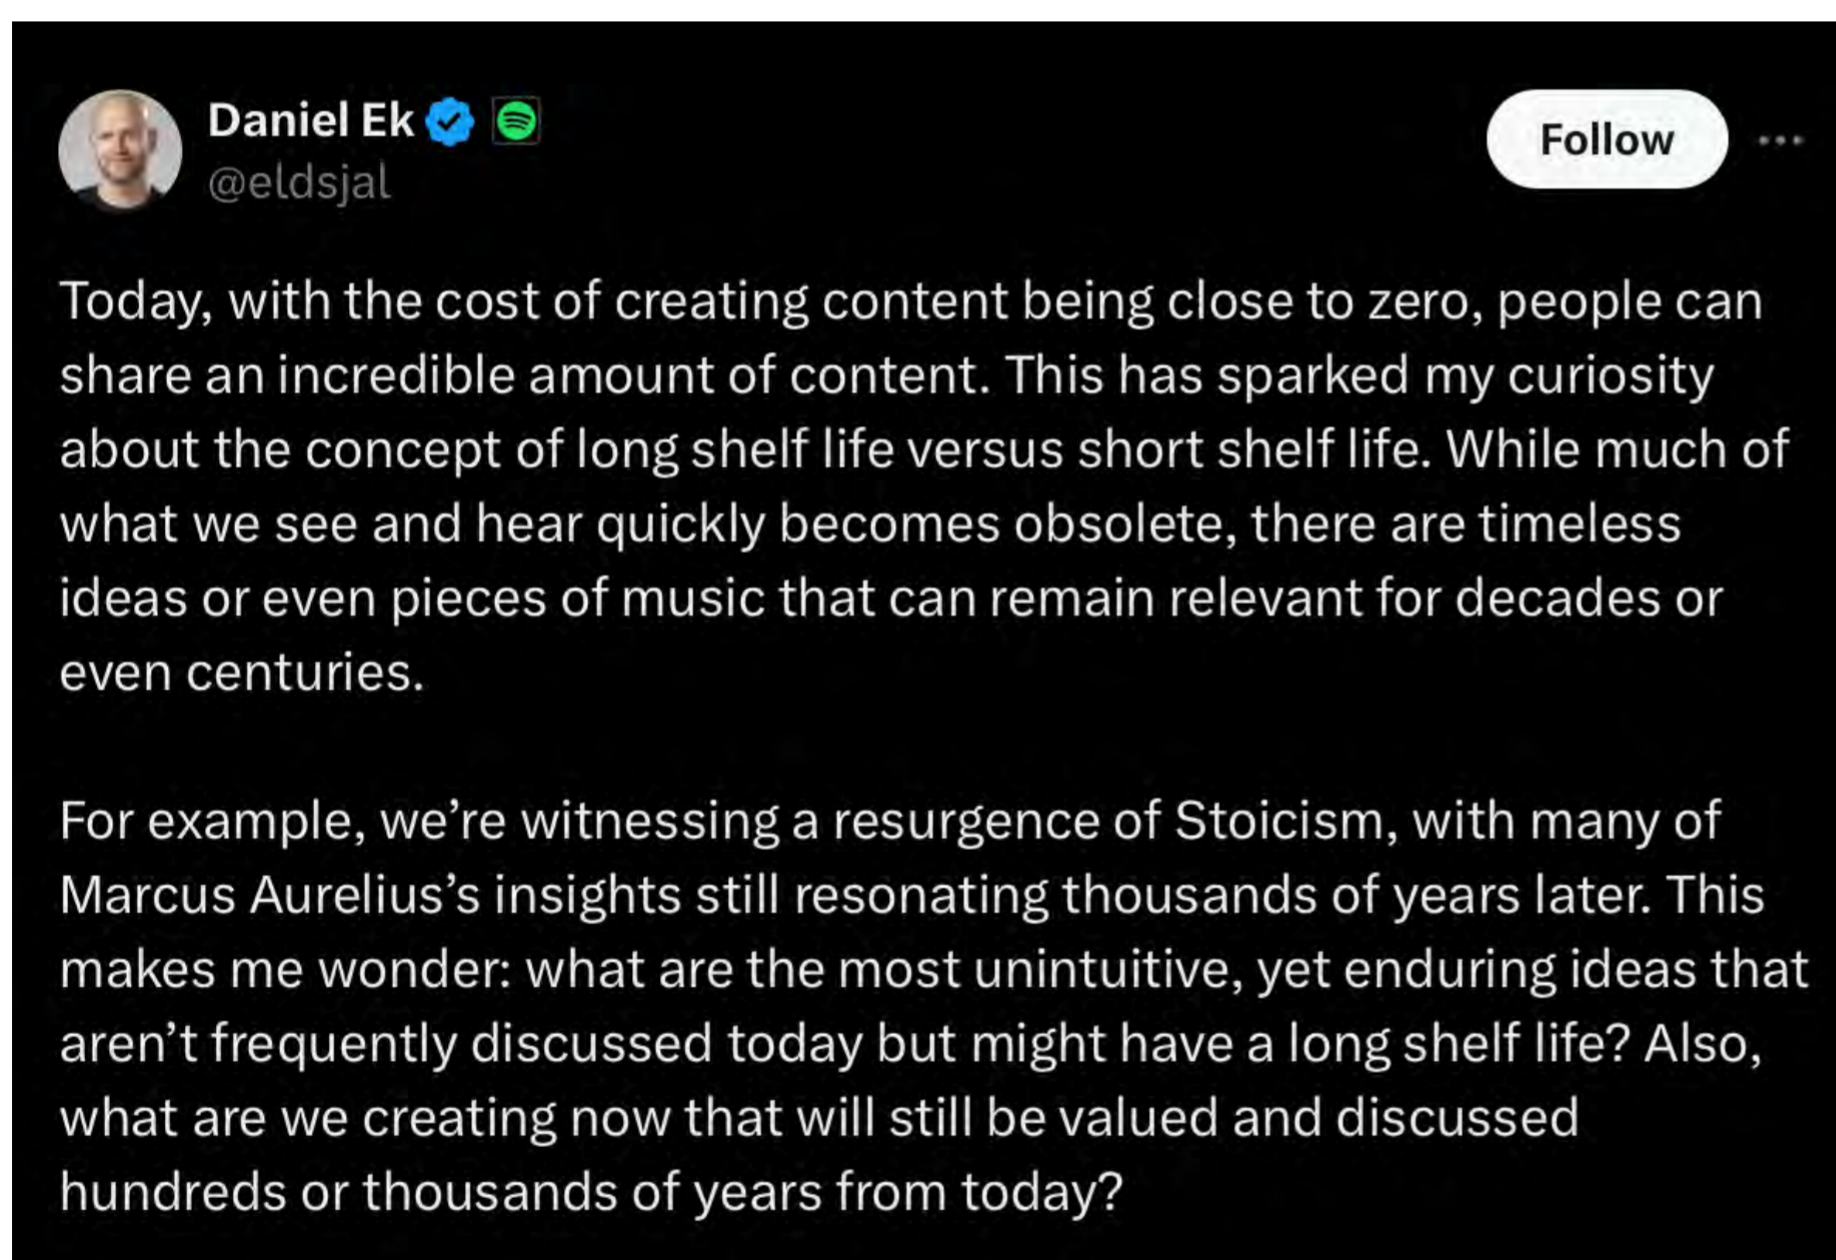 Daniel Ek
@eldsjal
Follow
Today, with the cost of creating content being close to zero, people can
share an incredible amount of content. This has sparked my curiosity
about the concept of long shelf life versus short shelf life. While much of
what we see and hear quickly becomes obsolete, there are timeless
ideas or even pieces of music that can remain relevant for decades or
even centuries.
For example, we’re witnessing a resurgence of Stoicism, with many of
Marcus Aurelius’s insights still resonating thousands of years later. This
makes me wonder: what are the most unintuitive, yet enduring ideas that
aren’t frequently discussed today but might have a long shelf life? Also,
what are we creating now that will still be valued and discussed
hundreds or thousands of years from today?